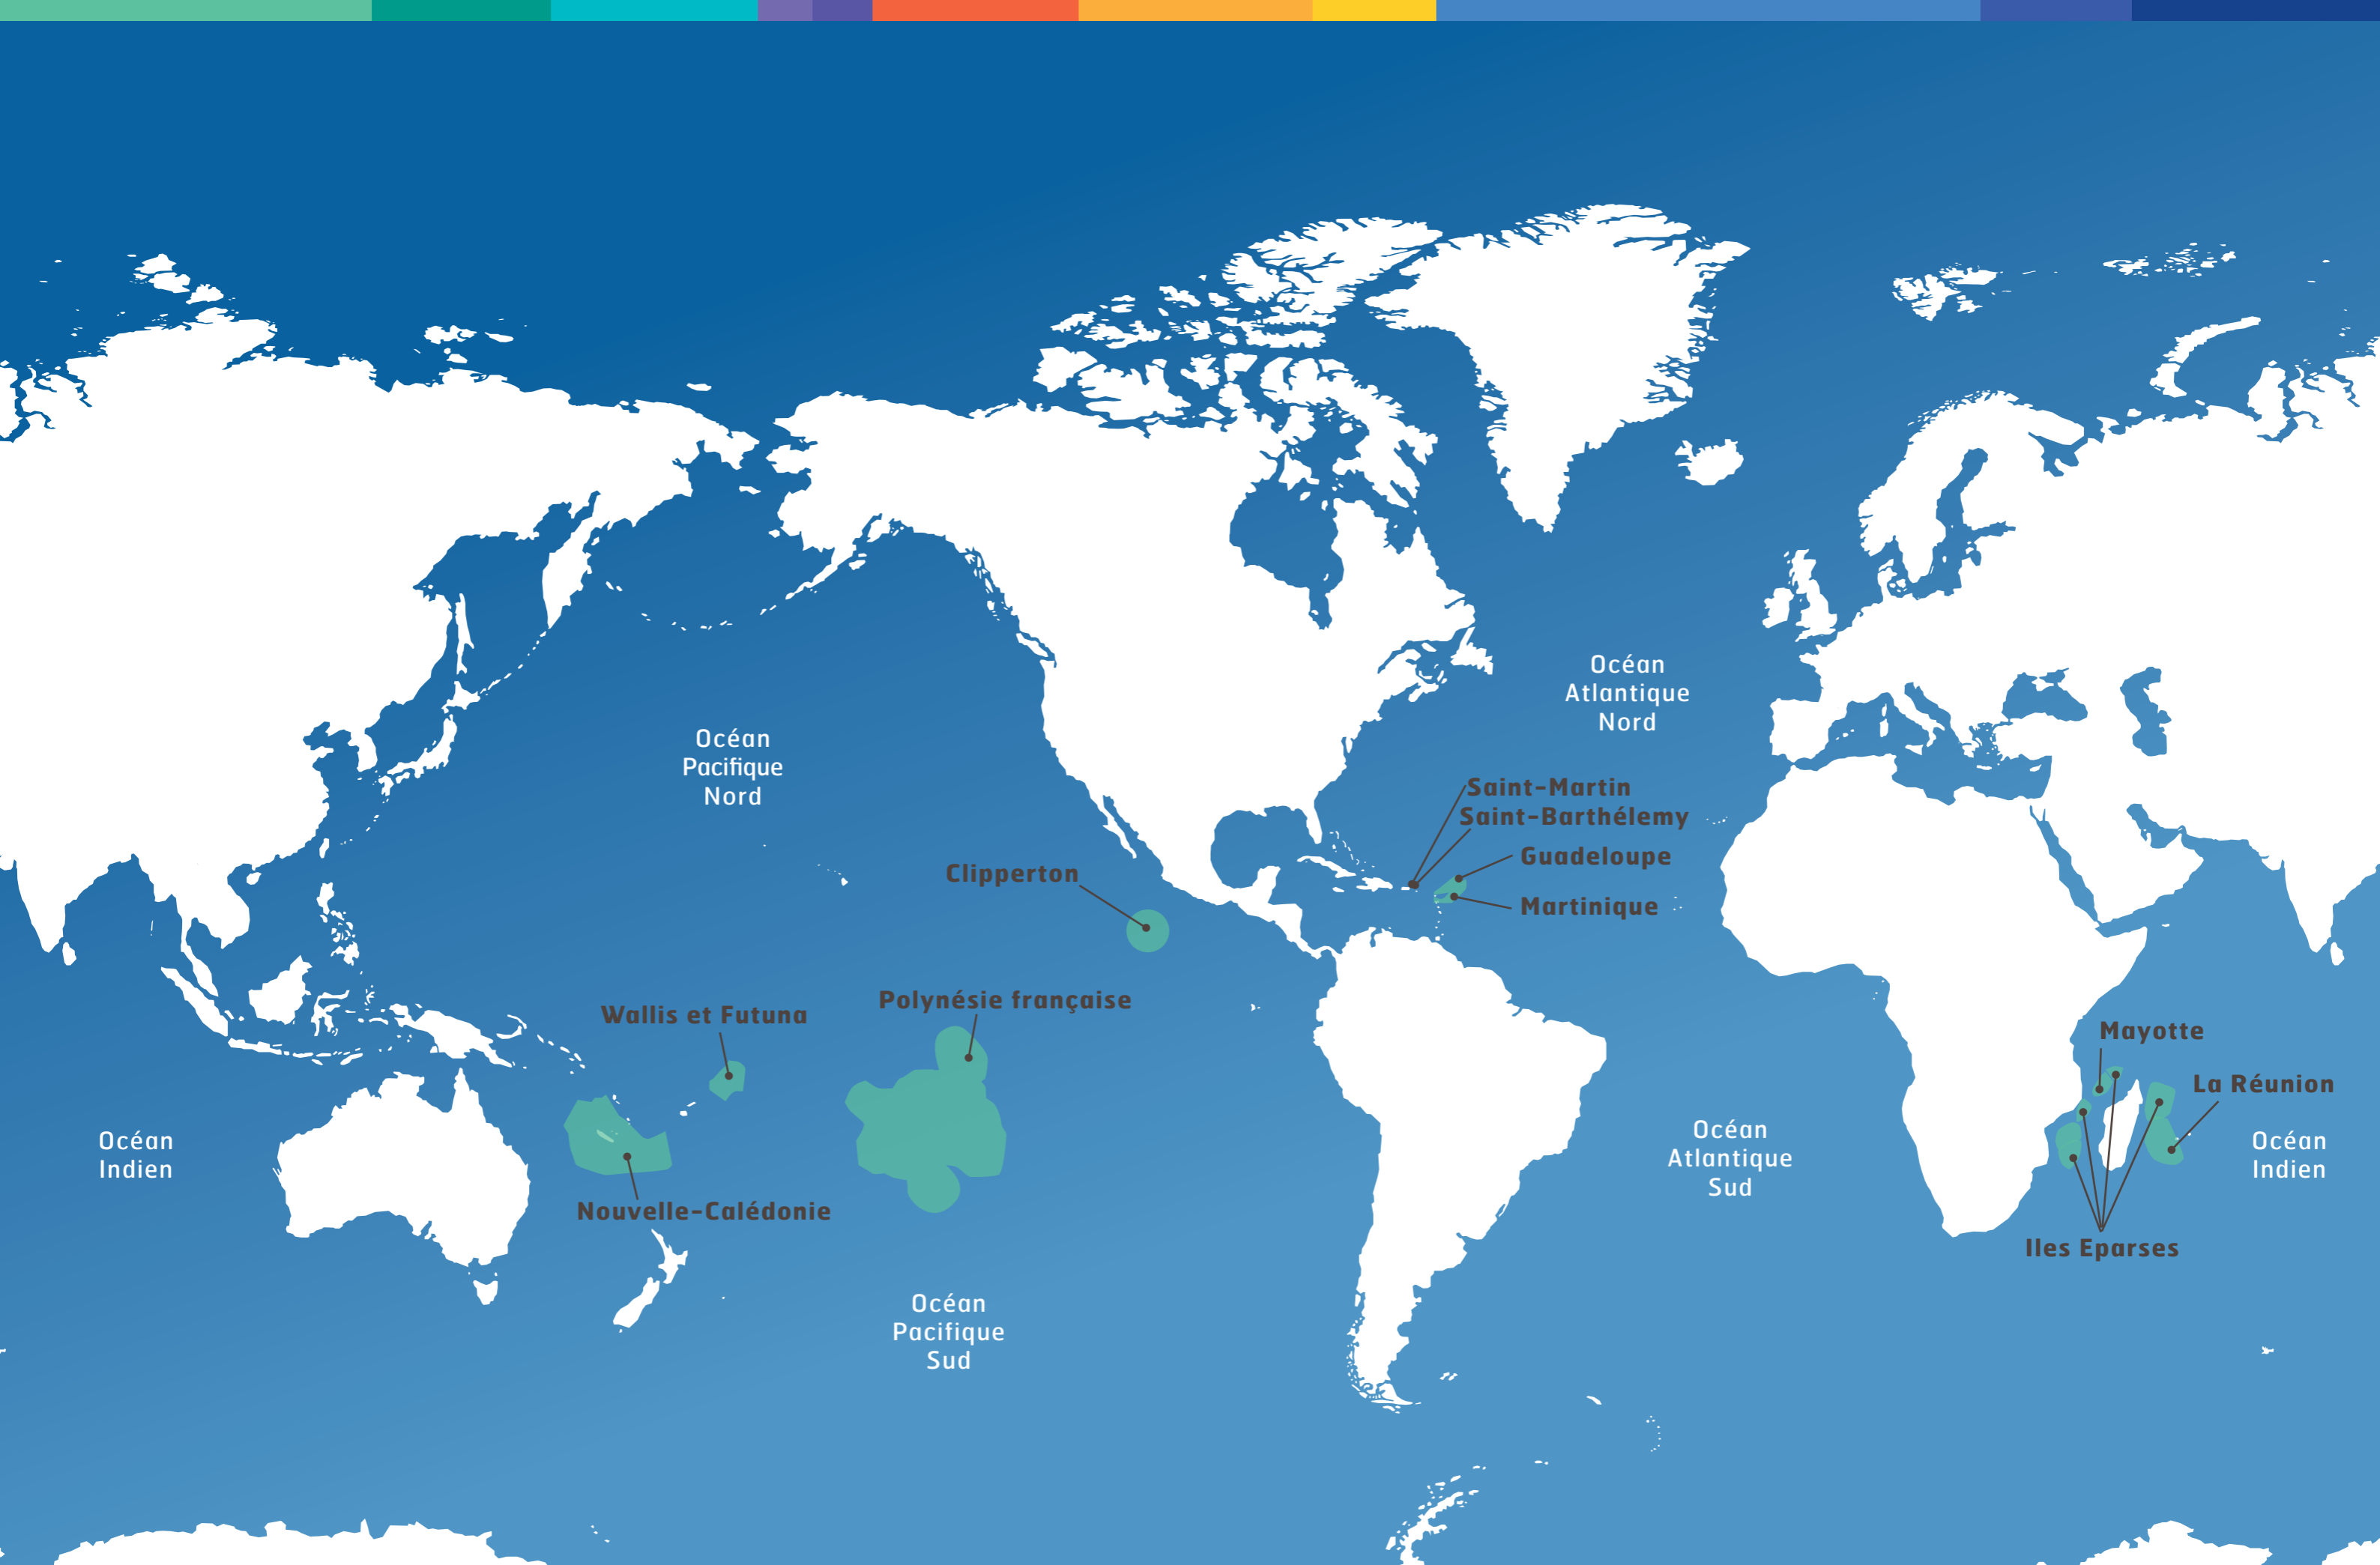 Océan
Atlantique
Nord
Océan
Pacifique
Nord
Saint-Martin
Saint-Barthélemy
Guadeloupe
Clipperton
Martinique
Polynésie française
Wallis et Futuna
Mayotte
La Réunion
Océan
Indien
Océan
Atlantique
Sud
Océan
Indien
Nouvelle-Calédonie
Iles Eparses
Océan
Pacifique
Sud